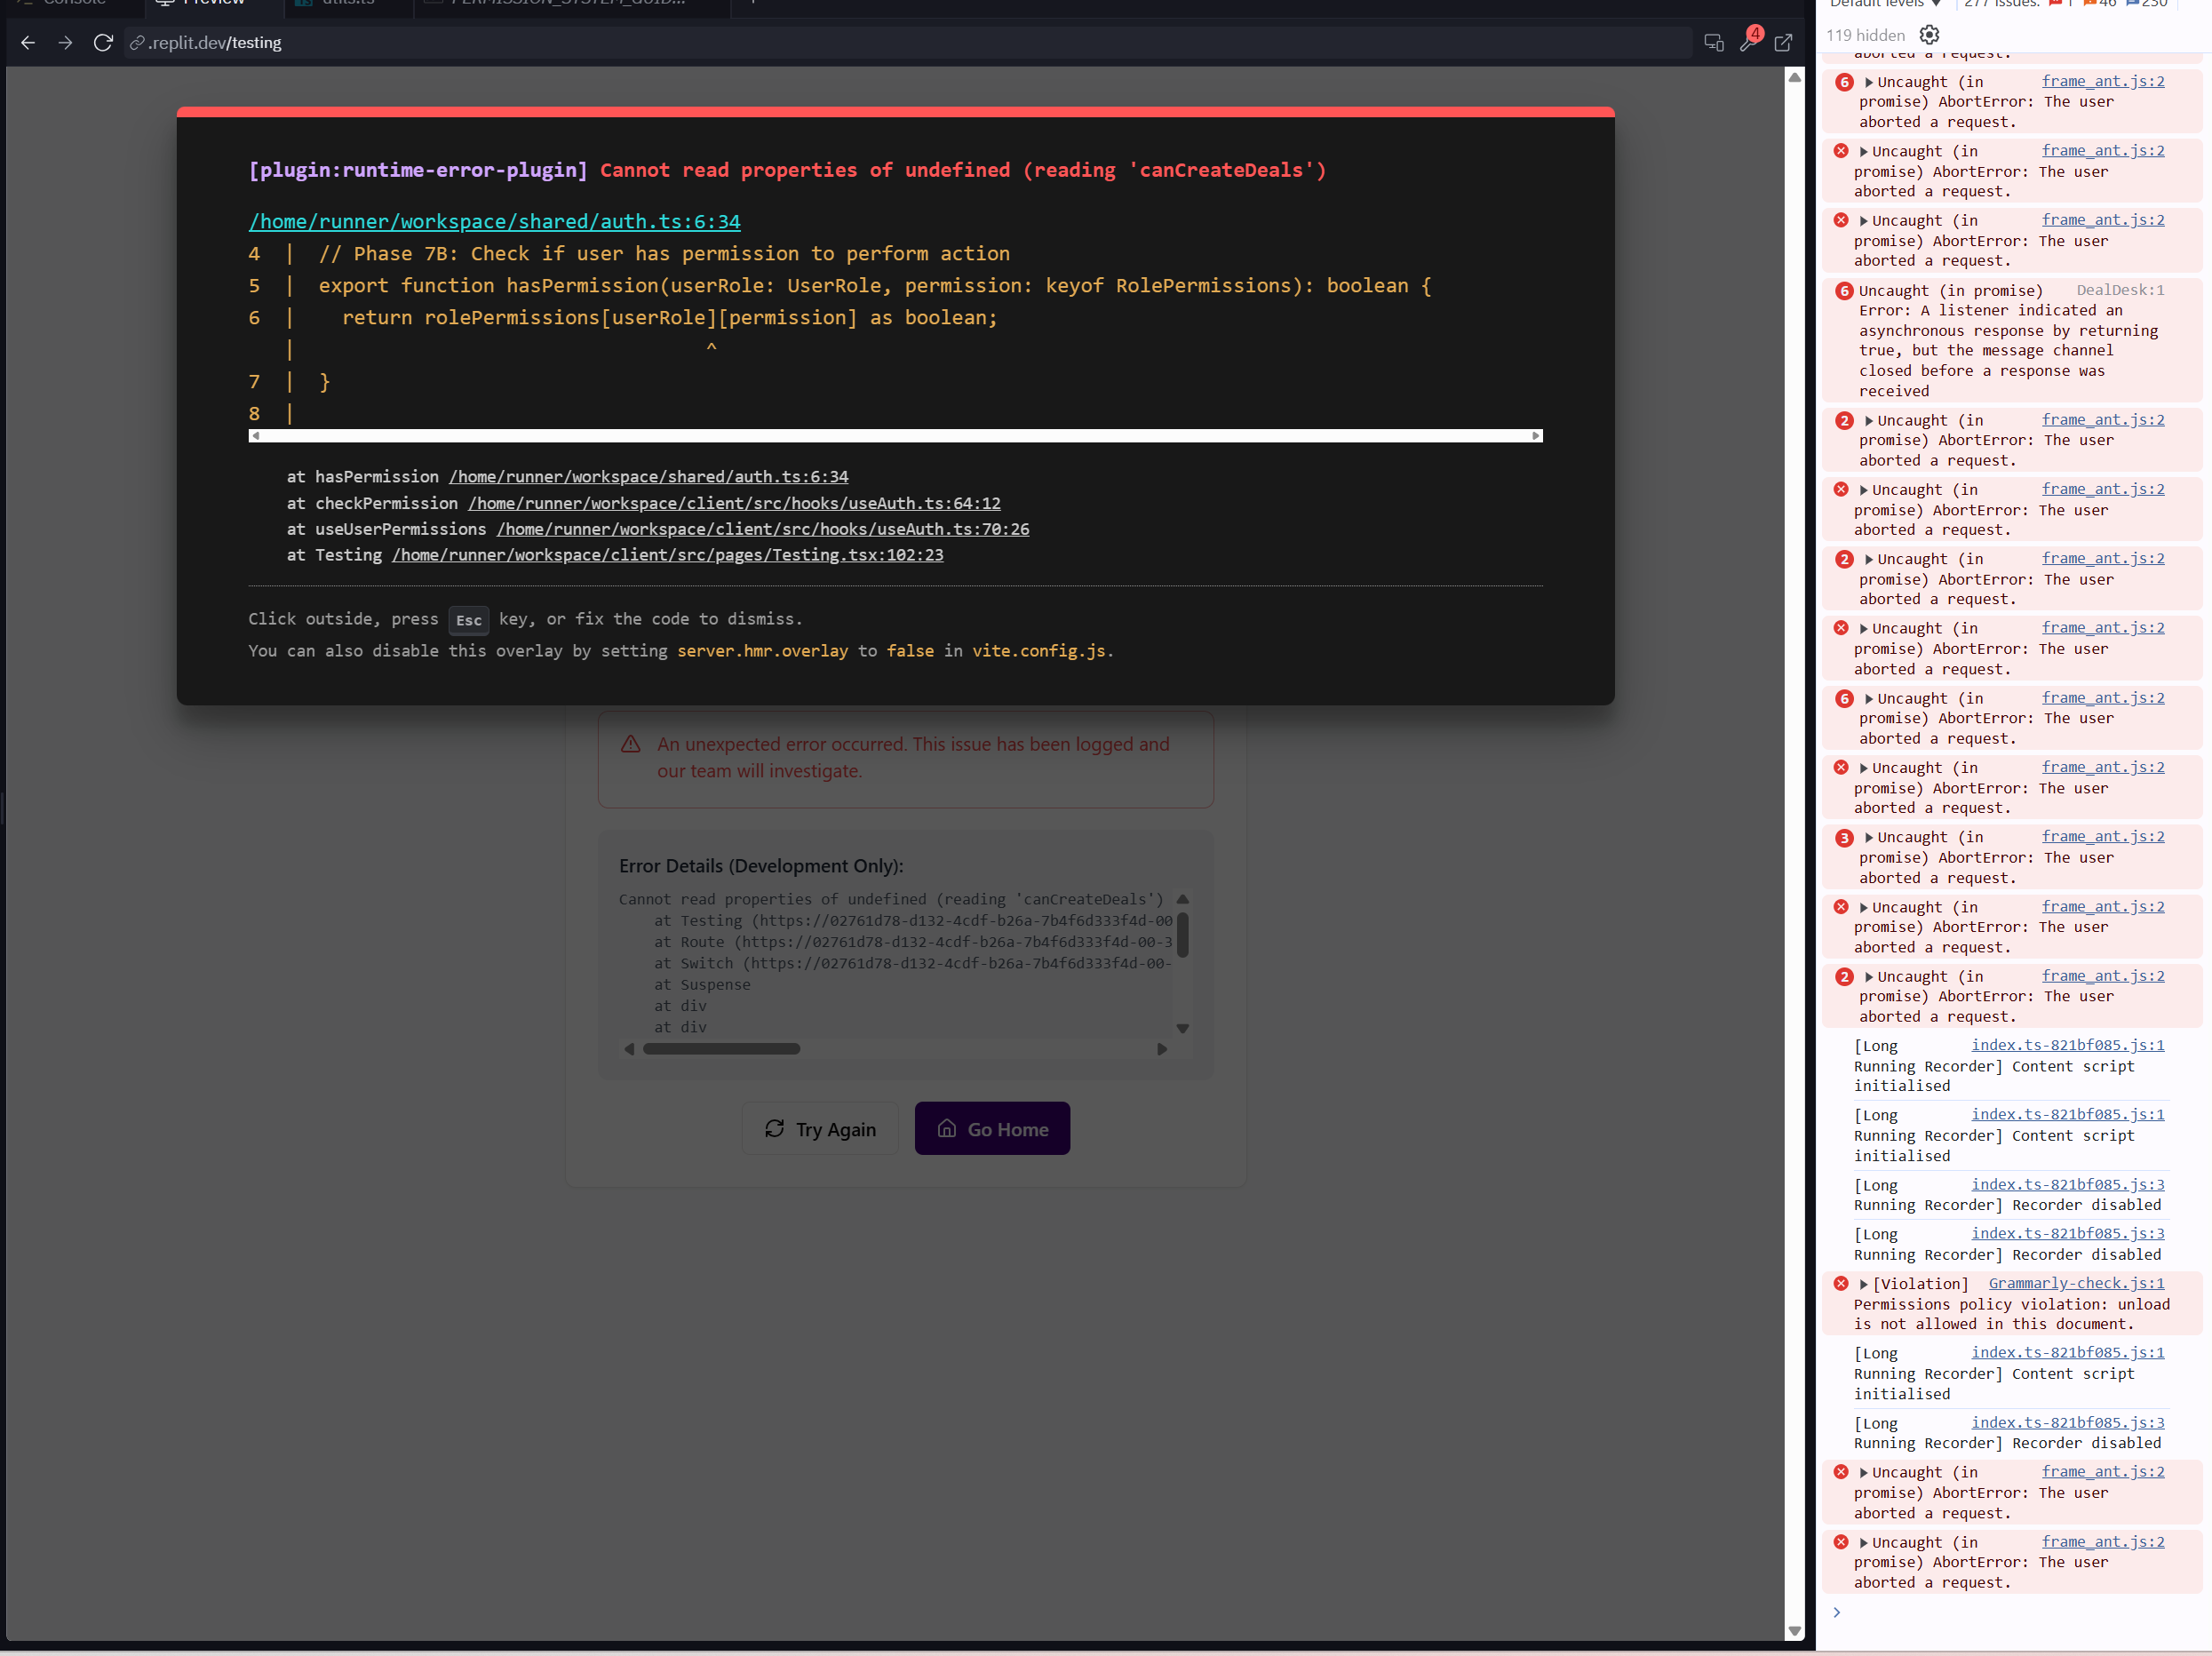 Console
Preview
utils.ts
PERMISSION_SYSTEM_GUID...
.replit.dev/testing
4
[plugin:runtime-error-plugin] Cannot read properties of undefined (reading 'canCreateDeals')
/home/runner/workspace/shared/auth.ts:6:34
4  |  // Phase 7B: Check if user has permission to perform action
5  |  export function hasPermission(userRole: UserRole, permission: keyof RolePermissions): boolean {
6  |    return rolePermissions[userRole][permission] as boolean;
   |                                    ^
7  |  }
8  |
at hasPermission /home/runner/workspace/shared/auth.ts:6:34
at checkPermission /home/runner/workspace/client/src/hooks/useAuth.ts:64:12
at useUserPermissions /home/runner/workspace/client/src/hooks/useAuth.ts:70:26
at Testing /home/runner/workspace/client/src/pages/Testing.tsx:102:23
Click outside, press Esc key, or fix the code to dismiss.
You can also disable this overlay by setting server.hmr.overlay to false in vite.config.js.
An unexpected error occurred. This issue has been logged and
our team will investigate.
Error Details (Development Only):
Cannot read properties of undefined (reading 'canCreateDeals')
at Testing (https://02761d78-d132-4cdf-b26a-7b4f6d333f4d-00
at Route (https://02761d78-d132-4cdf-b26a-7b4f6d333f4d-00-3
at Switch (https://02761d78-d132-4cdf-b26a-7b4f6d333f4d-00-
at Suspense
at div
at div
Try Again
Go Home
Default levels ▼
277 Issues: 1 46 230
119 hidden
aborted a request.
6 Uncaught (in frame_ant.js:2
promise) AbortError: The user
aborted a request.
Uncaught (in frame_ant.js:2
promise) AbortError: The user
aborted a request.
Uncaught (in frame_ant.js:2
promise) AbortError: The user
aborted a request.
6 Uncaught (in promise) DealDesk:1
Error: A listener indicated an
asynchronous response by returning
true, but the message channel
closed before a response was
received
2 Uncaught (in frame_ant.js:2
promise) AbortError: The user
aborted a request.
Uncaught (in frame_ant.js:2
promise) AbortError: The user
aborted a request.
2 Uncaught (in frame_ant.js:2
promise) AbortError: The user
aborted a request.
Uncaught (in frame_ant.js:2
promise) AbortError: The user
aborted a request.
6 Uncaught (in frame_ant.js:2
promise) AbortError: The user
aborted a request.
Uncaught (in frame_ant.js:2
promise) AbortError: The user
aborted a request.
3 Uncaught (in frame_ant.js:2
promise) AbortError: The user
aborted a request.
Uncaught (in frame_ant.js:2
promise) AbortError: The user
aborted a request.
2 Uncaught (in frame_ant.js:2
promise) AbortError: The user
aborted a request.
[Long index.ts-821bf085.js:1
Running Recorder] Content script
initialised
[Long index.ts-821bf085.js:1
Running Recorder] Content script
initialised
[Long index.ts-821bf085.js:3
Running Recorder] Recorder disabled
[Long index.ts-821bf085.js:3
Running Recorder] Recorder disabled
[Violation] Grammarly-check.js:1
Permissions policy violation: unload
is not allowed in this document.
[Long index.ts-821bf085.js:1
Running Recorder] Content script
initialised
[Long index.ts-821bf085.js:3
Running Recorder] Recorder disabled
Uncaught (in frame_ant.js:2
promise) AbortError: The user
aborted a request.
Uncaught (in frame_ant.js:2
promise) AbortError: The user
aborted a request.